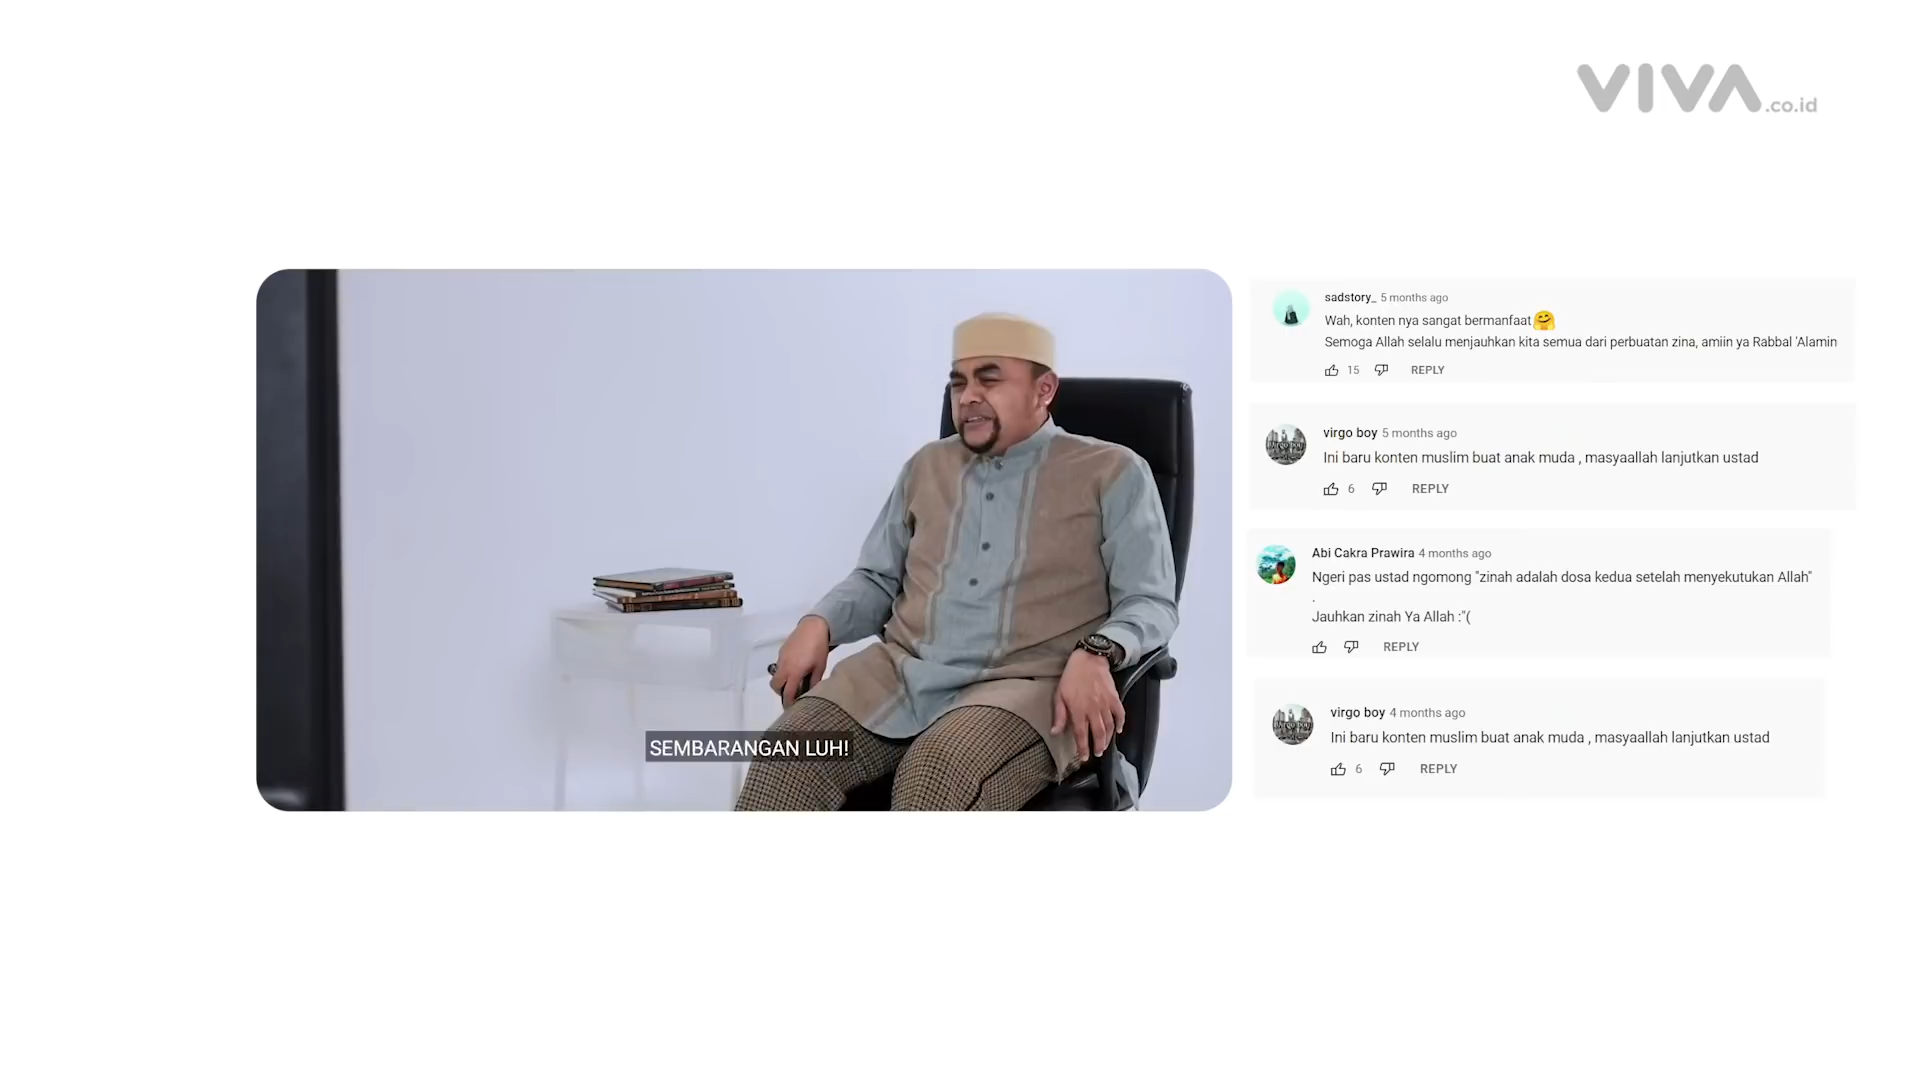 VIVA.co.id
sadstory_ 5 months ago
Wah, konten nya sangat bermanfaat🤗
Semoga Allah selalu menjauhkan kita semua dari perbuatan zina, amiin ya Rabbal 'Alamin
15 REPLY
virgo boy 5 months ago
Ini baru konten muslim buat anak muda , masyaallah lanjutkan ustad
6 REPLY
Abi Cakra Prawira 4 months ago
Ngeri pas ustad ngomong "zinah adalah dosa kedua setelah menyekutukan Allah"
.
Jauhkan zinah Ya Allah :"(
REPLY
virgo boy 4 months ago
Ini baru konten muslim buat anak muda , masyaallah lanjutkan ustad
6 REPLY
SEMBARANGAN LUH!